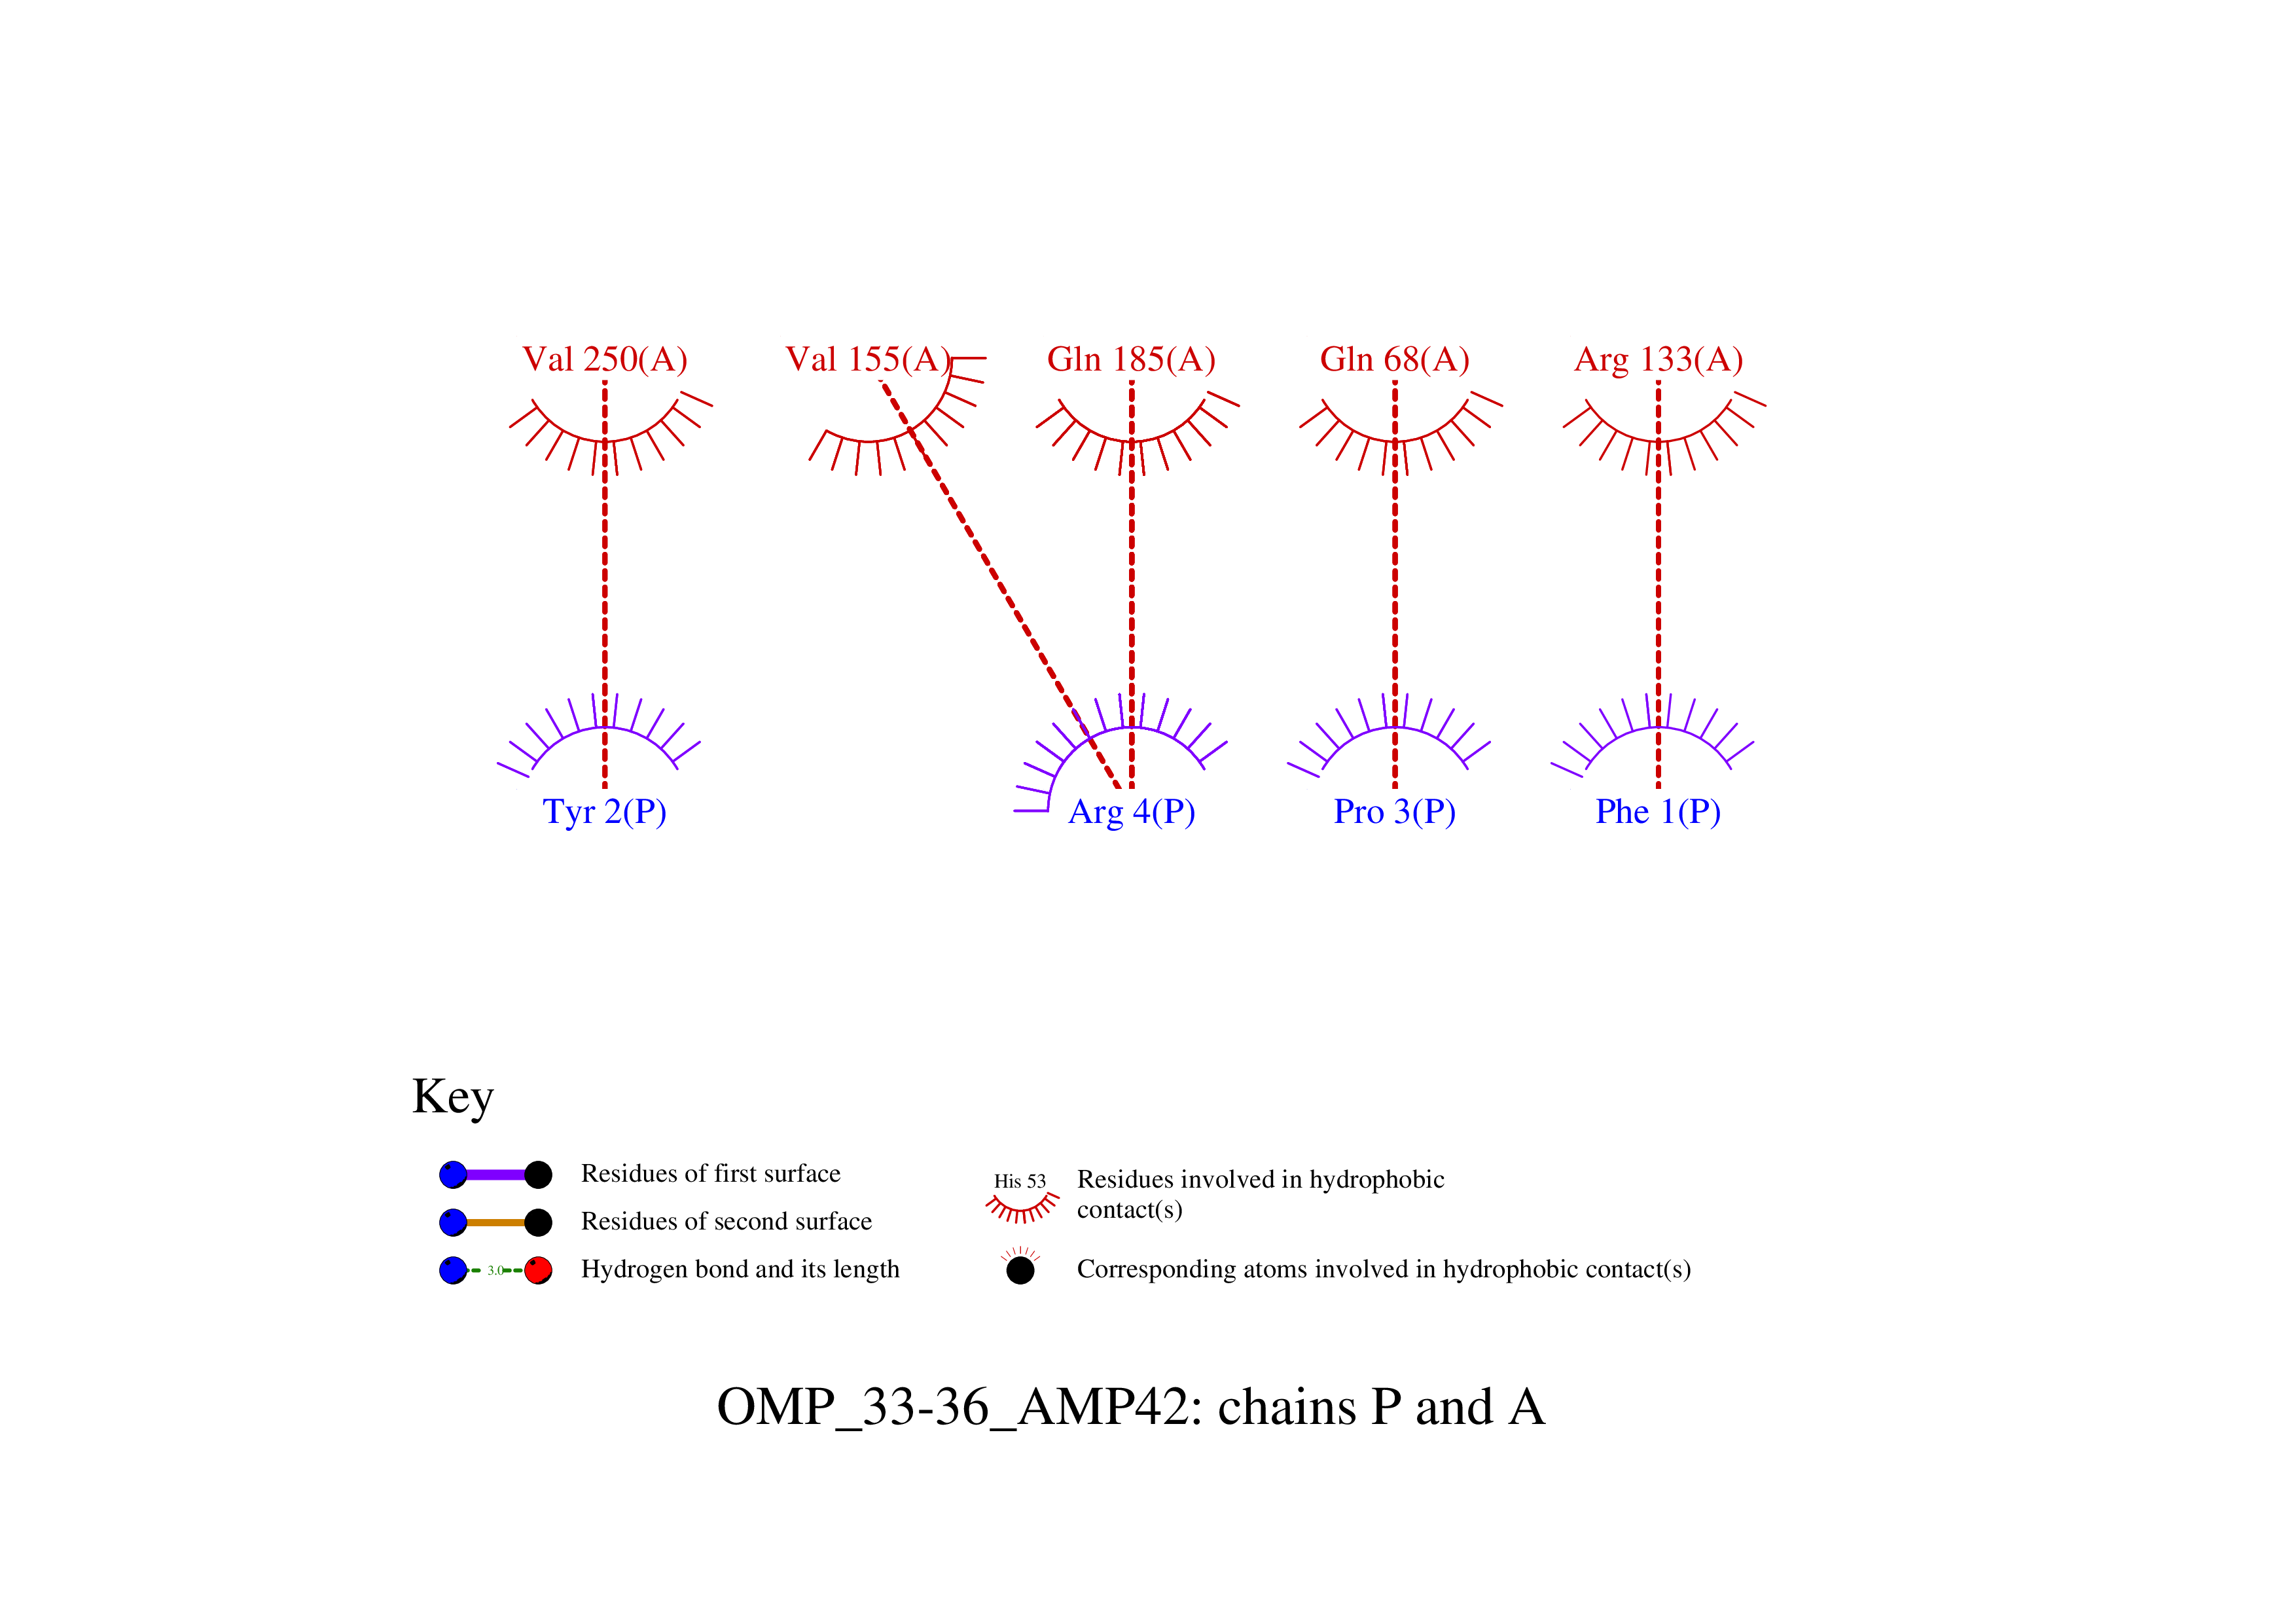 Val 250(A) Val 155(A) Gln 185(A) Gln 68(A) Arg 133(A)
Tyr 2(P) Arg 4(P) Pro 3(P) Phe 1(P)
Key
Residues of first surface
Residues of second surface
3.0 Hydrogen bond and its length
His 53 Residues involved in hydrophobic
contact(s)
Corresponding atoms involved in hydrophobic contact(s)
OMP_33-36_AMP42: chains P and A